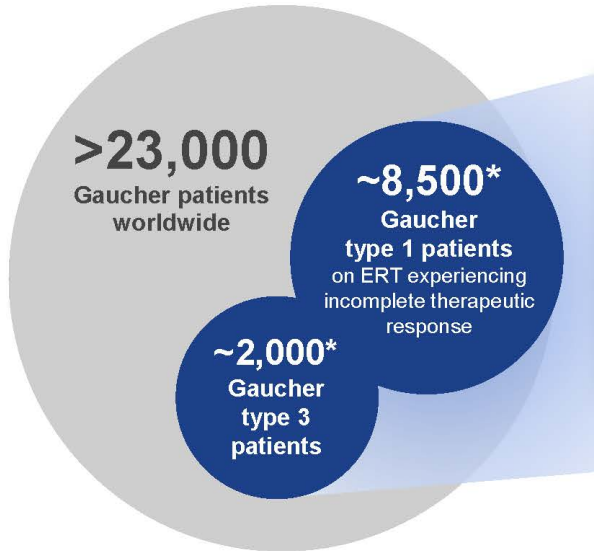 >23,000
Gaucher patients
worldwide
~8,500*
Gaucher
type 1 patients
on ERT experiencing
incomplete therapeutic
response
~2,000*
Gaucher
type 3
patients